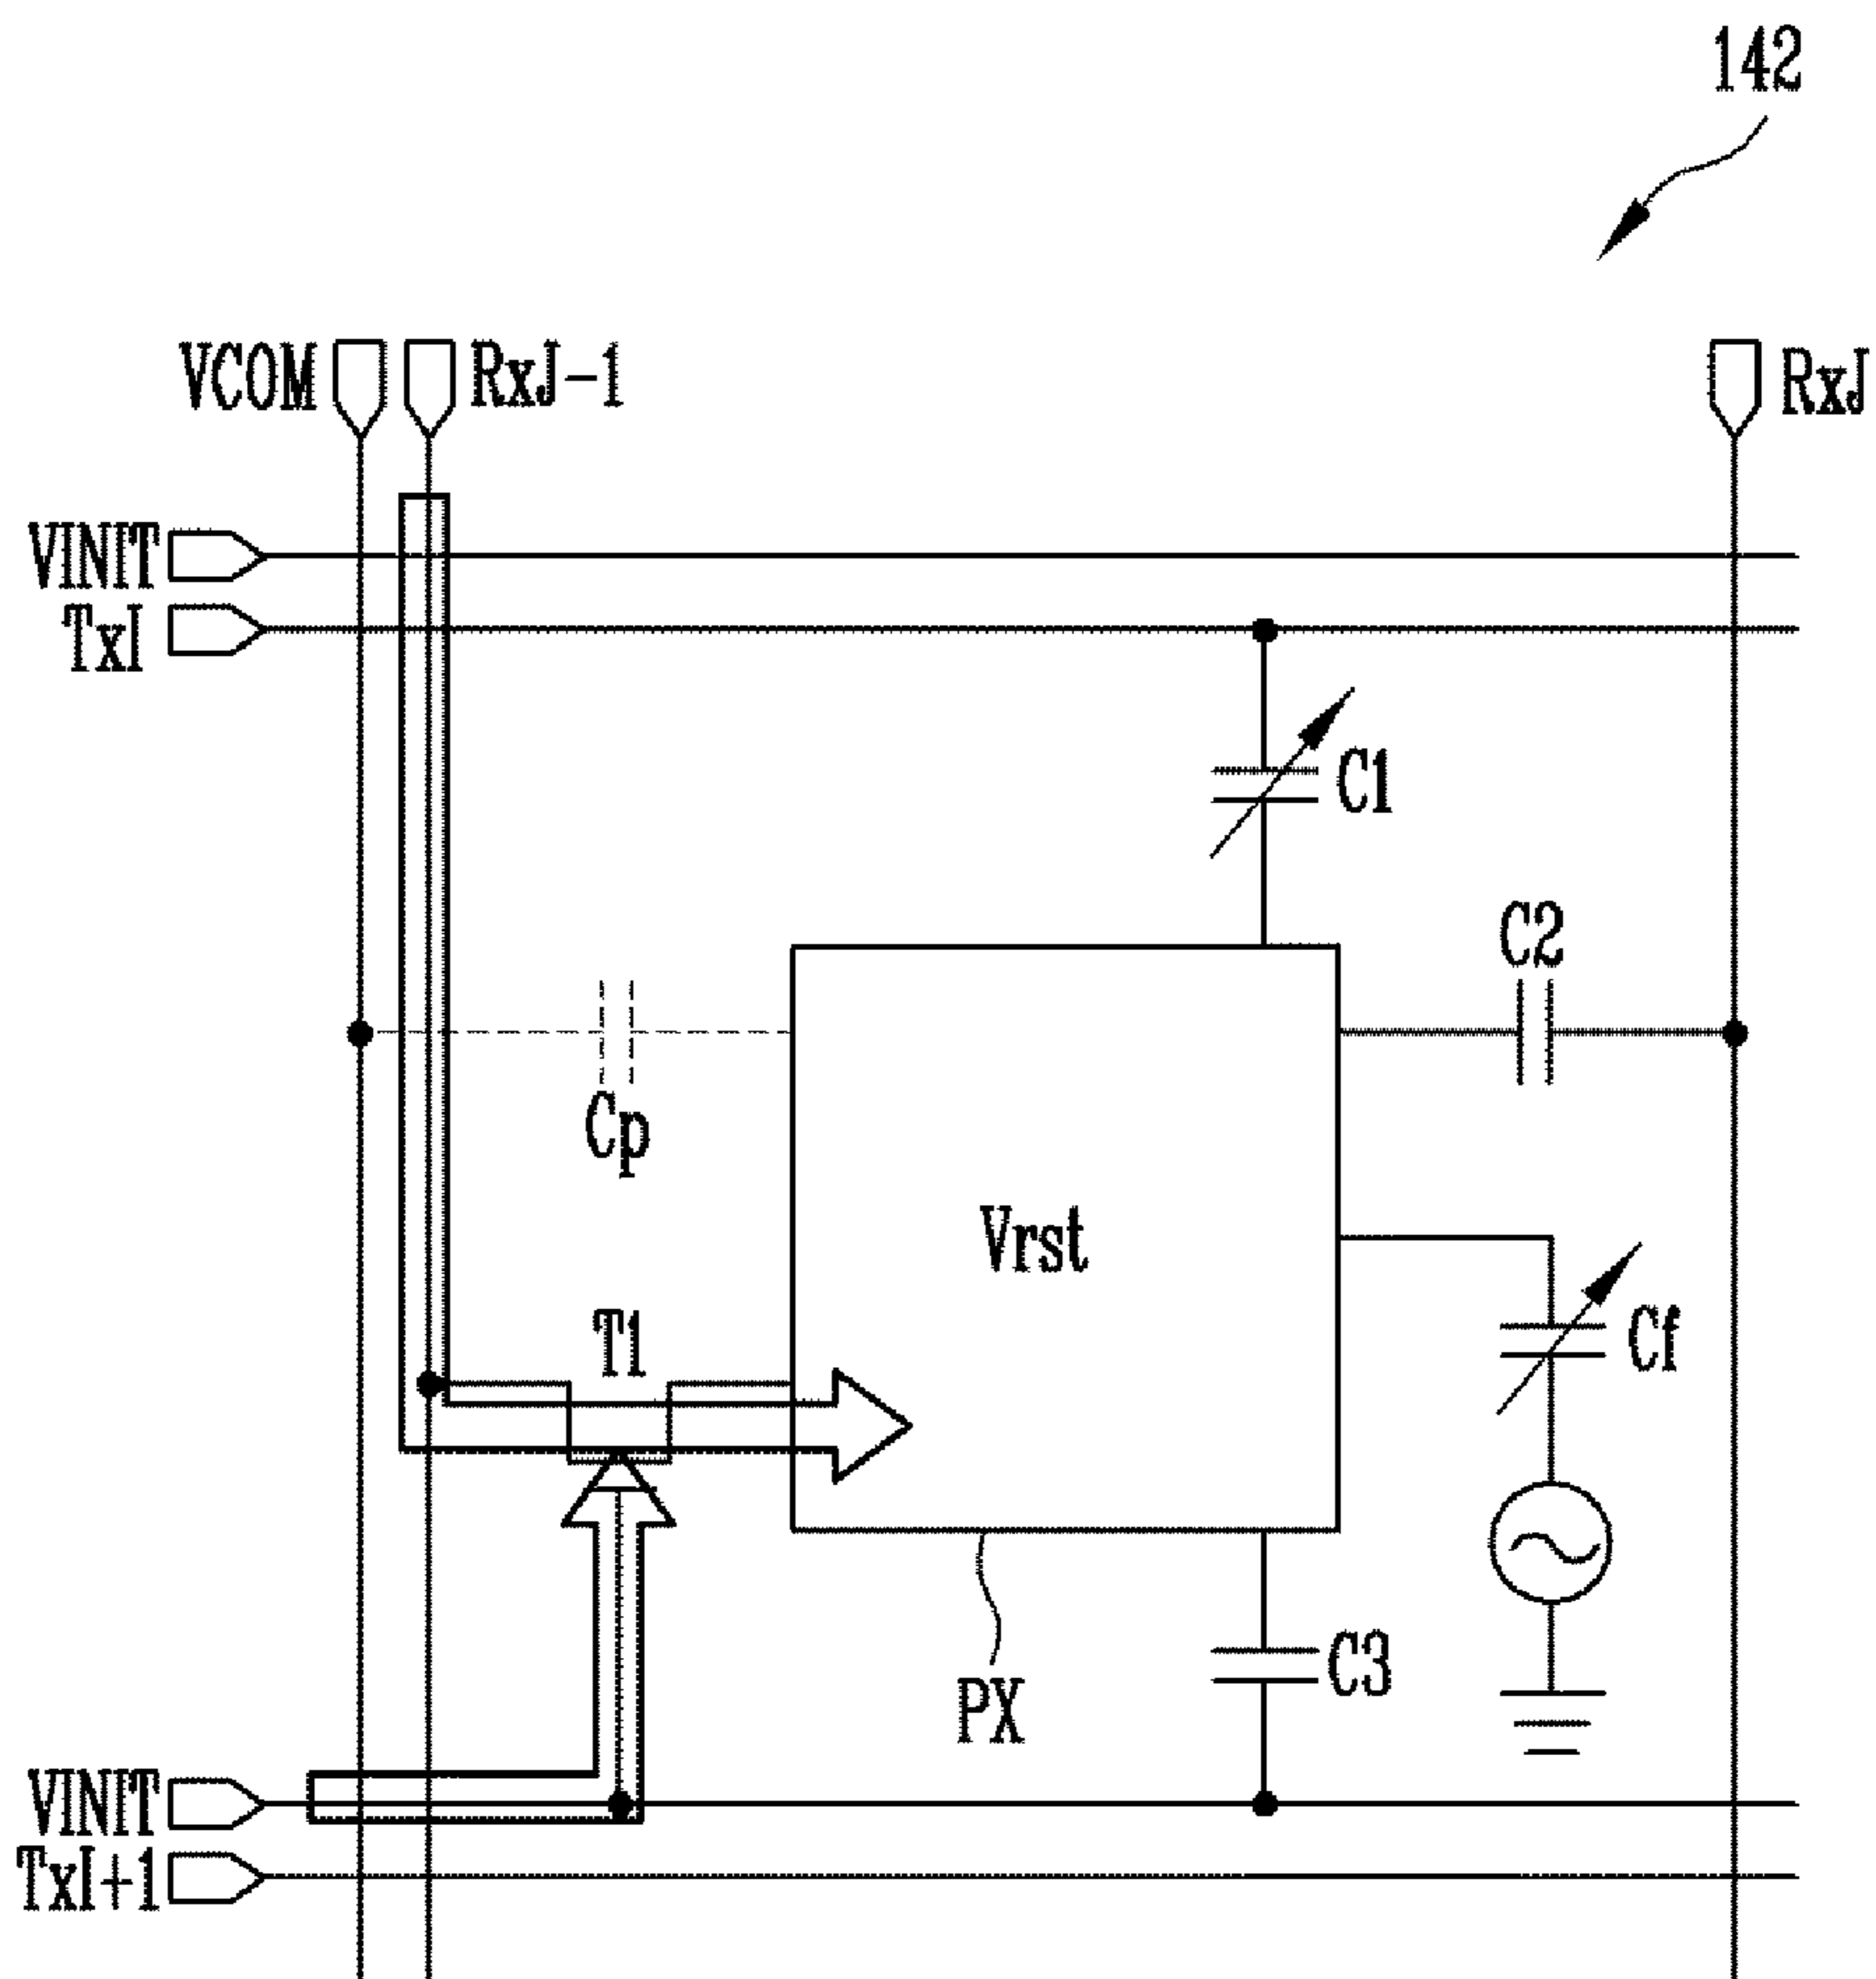 142
VCOM
RxJ-1
RxJ
VINIT
TxI
C1
C2
Cp
Vrst
T1
Cf
C3
PX
VINIT
TxI+1